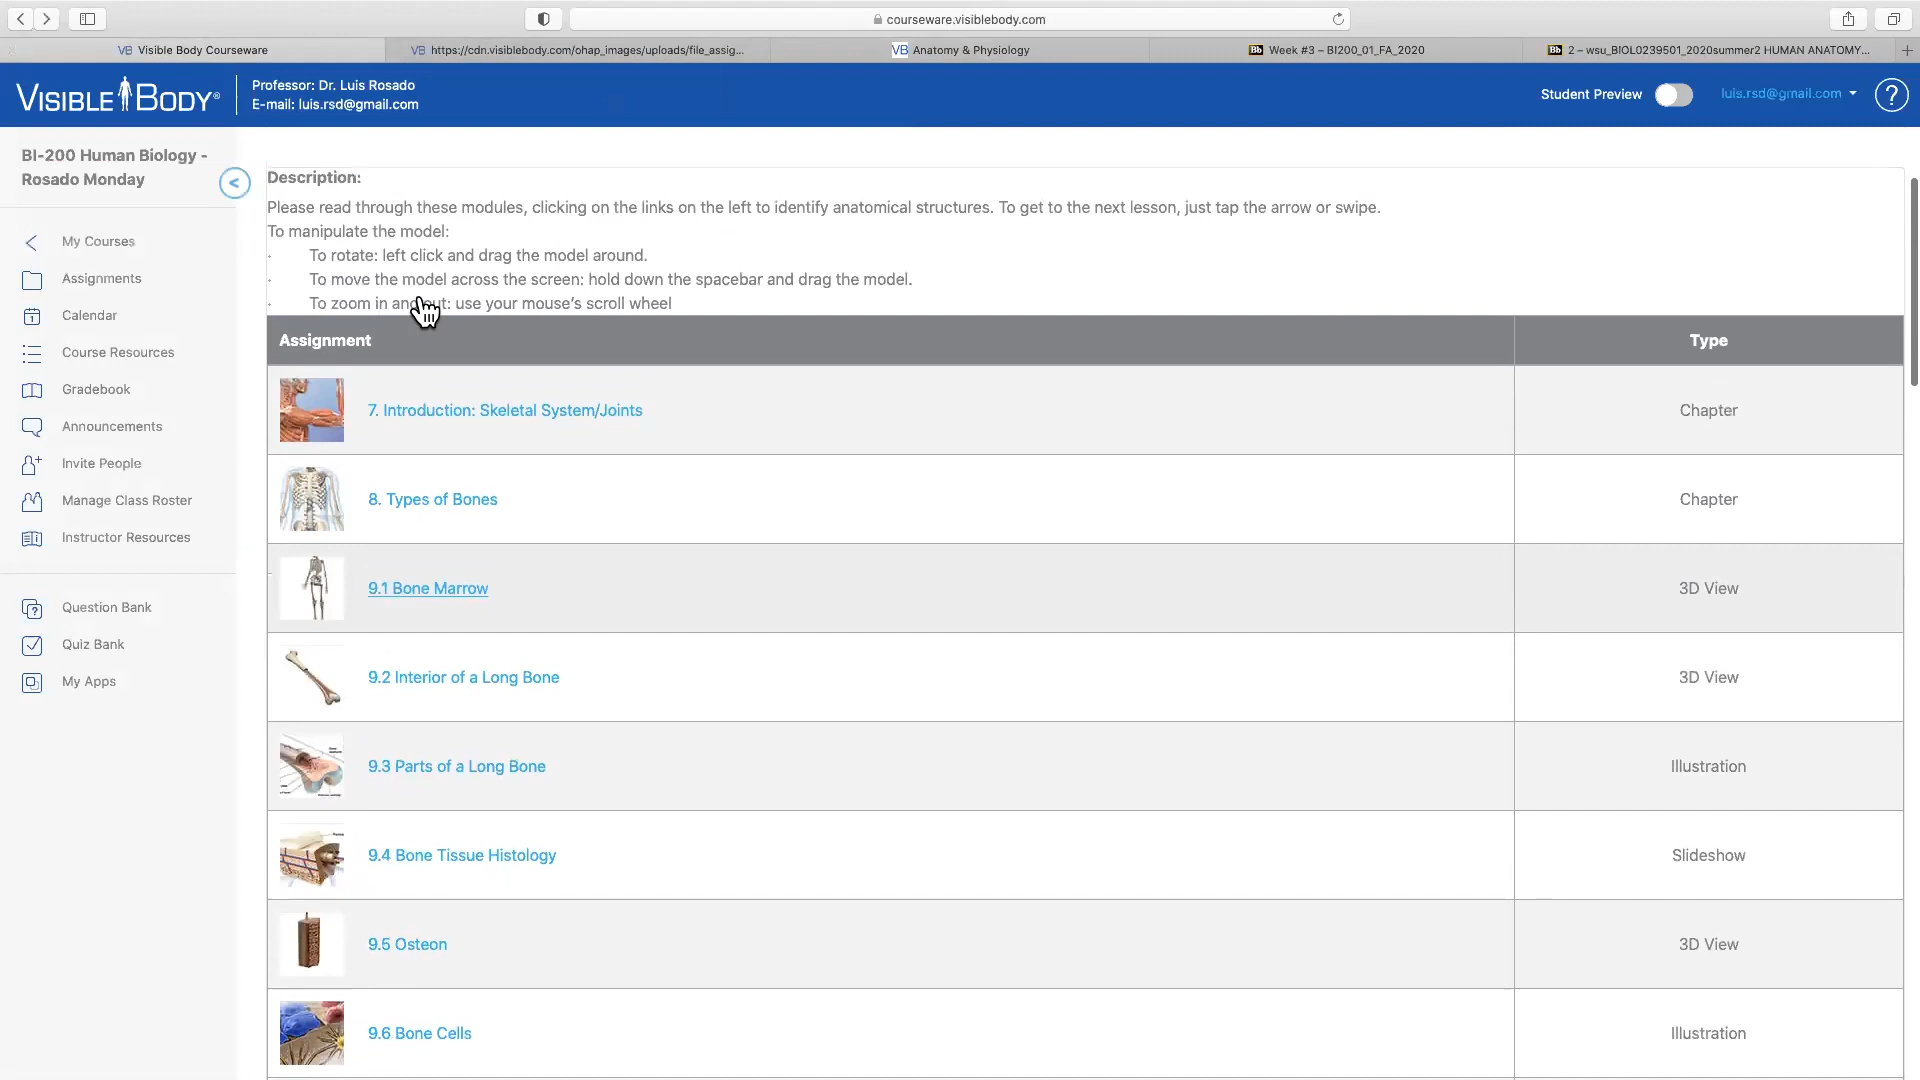 courseware.visiblebody.com
VB Visible Body Courseware
VB https://cdn.visiblebody.com/ohap_images/uploads/file_assig...
VB Anatomy & Physiology
Bb Week #3 – BI200_01_FA_2020
Bb 2 – wsu_BIOL0239501_2020summer2 HUMAN ANATOMY...
VISIBLE BODY®
Professor: Dr. Luis Rosado
E-mail: luis.rsd@gmail.com
Student Preview
luis.rsd@gmail.com
?
BI-200 Human Biology -
Rosado Monday
<
My Courses
Assignments
Calendar
Course Resources
Gradebook
Announcements
Invite People
Manage Class Roster
Instructor Resources
Question Bank
Quiz Bank
My Apps
Description:
Please read through these modules, clicking on the links on the left to identify anatomical structures. To get to the next lesson, just tap the arrow or swipe.
To manipulate the model:
· To rotate: left click and drag the model around.
· To move the model across the screen: hold down the spacebar and drag the model.
· To zoom in and out: use your mouse’s scroll wheel
Assignment Type
7. Introduction: Skeletal System/Joints Chapter
8. Types of Bones Chapter
9.1 Bone Marrow 3D View
9.2 Interior of a Long Bone 3D View
9.3 Parts of a Long Bone Illustration
9.4 Bone Tissue Histology Slideshow
9.5 Osteon 3D View
9.6 Bone Cells Illustration